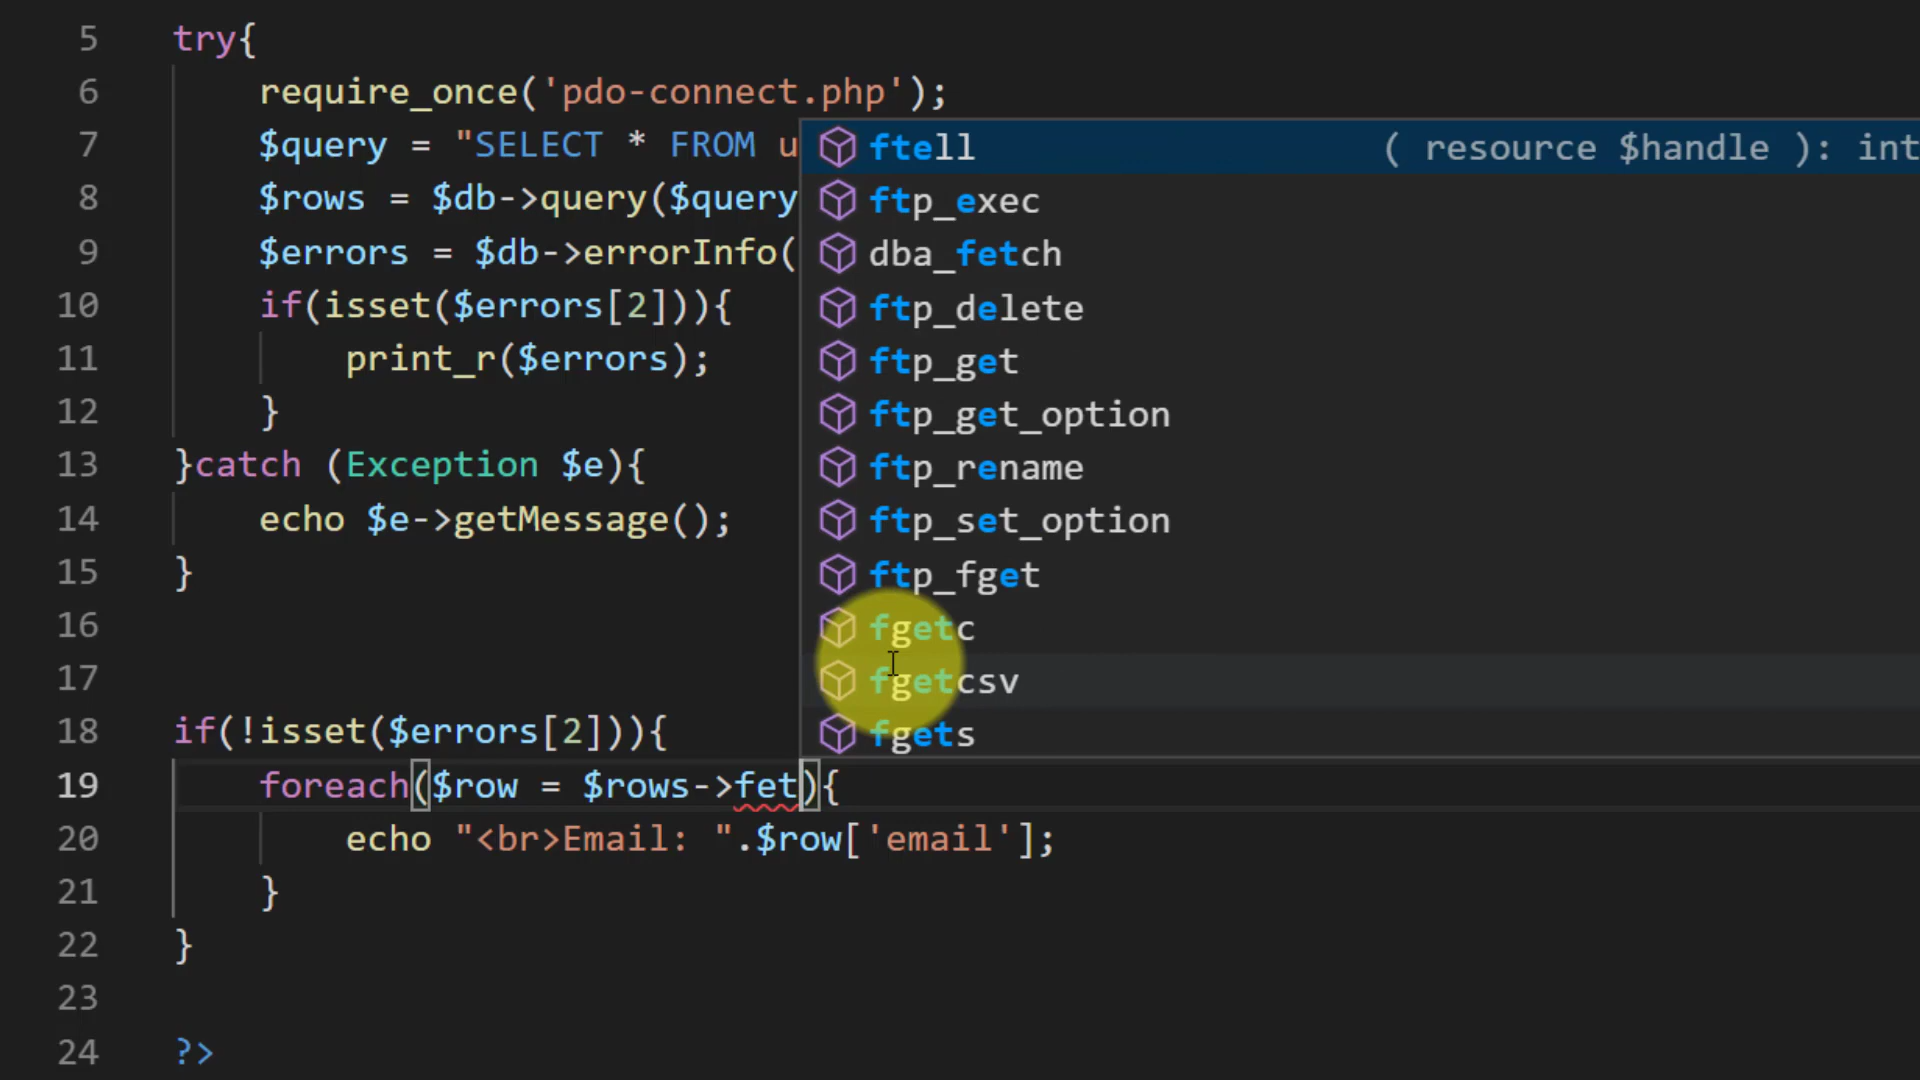 5 try{
6 require_once('pdo-connect.php');
7 $query = "SELECT * FROM u
8 $rows = $db->query($query
9 $errors = $db->errorInfo(
10 if(isset($errors[2])){
11 print_r($errors);
12 }
13 }catch (Exception $e){
14 echo $e->getMessage();
15 }
16
17
18 if(!isset($errors[2])){
19 foreach($row = $rows->fet){
20 echo "<br>Email: ".$row['email'];
21 }
22 }
23
24 ?>
ftell ( resource $handle ): int
ftp_exec
dba_fetch
ftp_delete
ftp_get
ftp_get_option
ftp_rename
ftp_set_option
ftp_fget
fgetc
fgetcsv
fgets